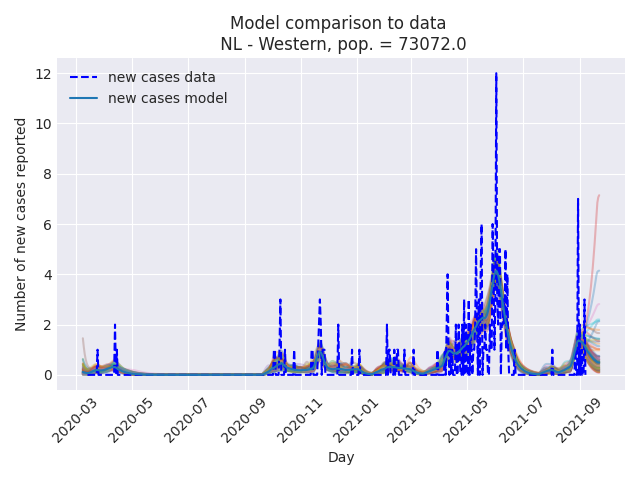 Model comparison to data
NL - Western, pop. = 73072.0
new cases data
new cases model
Number of new cases reported
12
10
8
6
4
2
0
2020-03
2020-05
2020-07
2020-09
2020-11
2021-01
2021-03
2021-05
2021-07
2021-09
Day